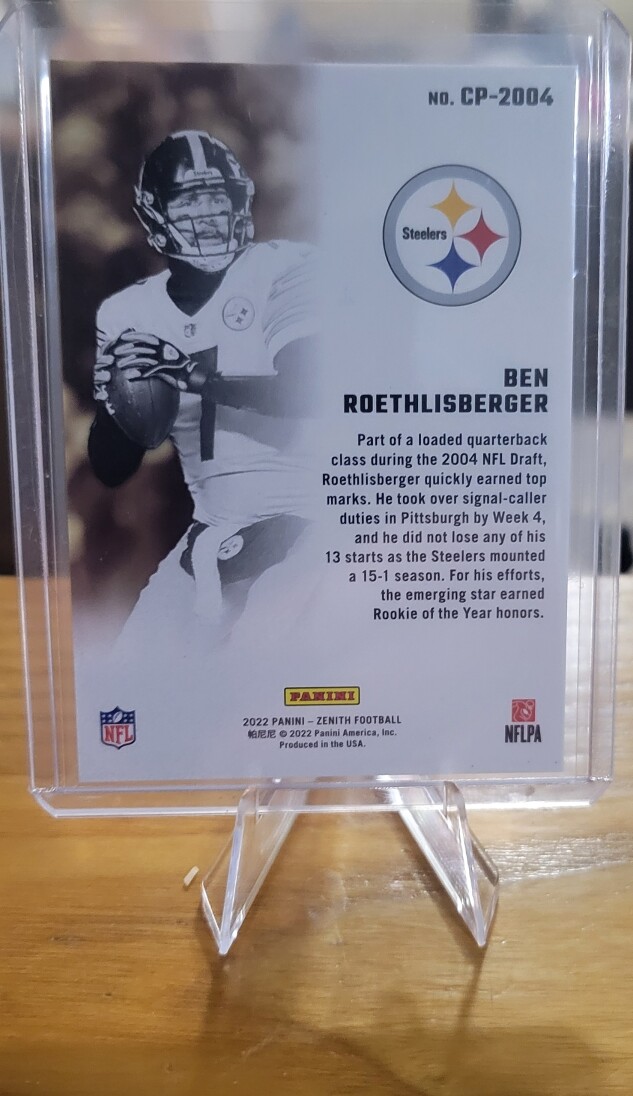 NO. CP-2004
Steelers
BEN
ROETHLISBERGER
Part of a loaded quarterback
class during the 2004 NFL Draft,
Roethlisberger quickly earned top
marks. He took over signal-caller
duties in Pittsburgh by Week 4,
and he did not lose any of his
13 starts as the Steelers mounted
a 15-1 season. For his efforts,
the emerging star earned
Rookie of the Year honors.
PANINI
2022 PANINI – ZENITH FOOTBALL
帕尼尼 © 2022 Panini America, Inc.
Produced in the USA.
NFL
NFLPA